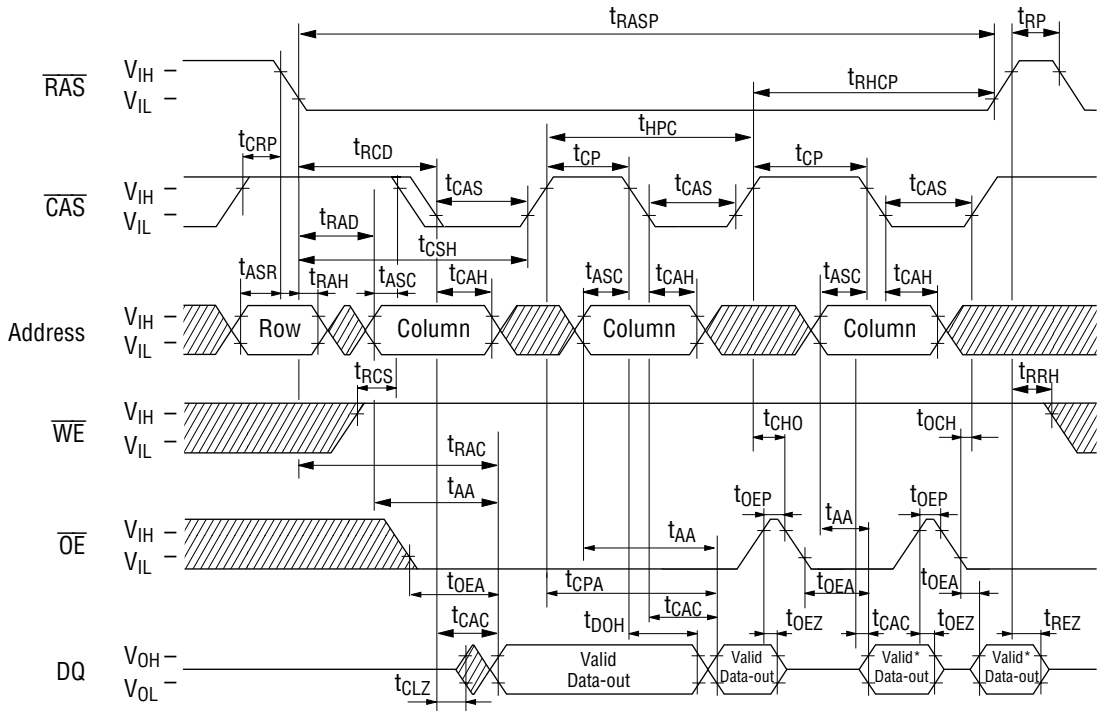 tRASP
tRP
RAS
VIH
VIL
tRHCP
tHPC
tCRP
tRCD
tCP
tCP
CAS
VIH
VIL
tCAS
tCAS
tCAS
tRAD
tCSH
tASR
tRAH
tASC
tCAH
tASC
tCAH
tASC
tCAH
Address
VIH
VIL
Row
Column
Column
Column
tRCS
tRRH
WE
VIH
VIL
tCHO
tOCH
tRAC
tAA
tOEP
tOEP
OE
VIH
VIL
tAA
tAA
tOEA
tCPA
tOEA
tOEA
tCAC
tCAC
tDOH
tOEZ
tCAC
tOEZ
tREZ
DQ
VOH
VOL
Valid
Data-out
Valid
Data-out
Valid*
Data-out
Valid*
Data-out
tCLZ